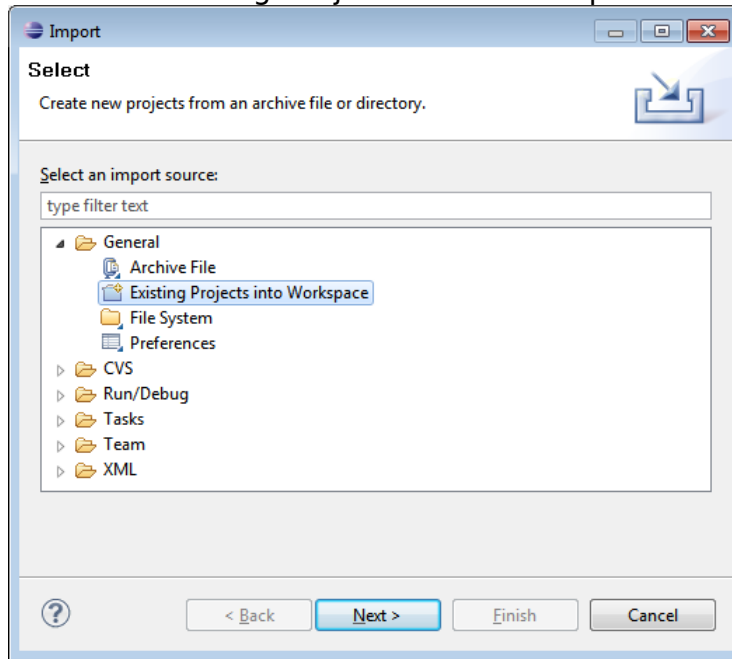 Import
Select
Create new projects from an archive file or directory.
Select an import source:
type filter text
General
Archive File
Existing Projects into Workspace
File System
Preferences
CVS
Run/Debug
Tasks
Team
XML
?
< Back Next > Finish Cancel